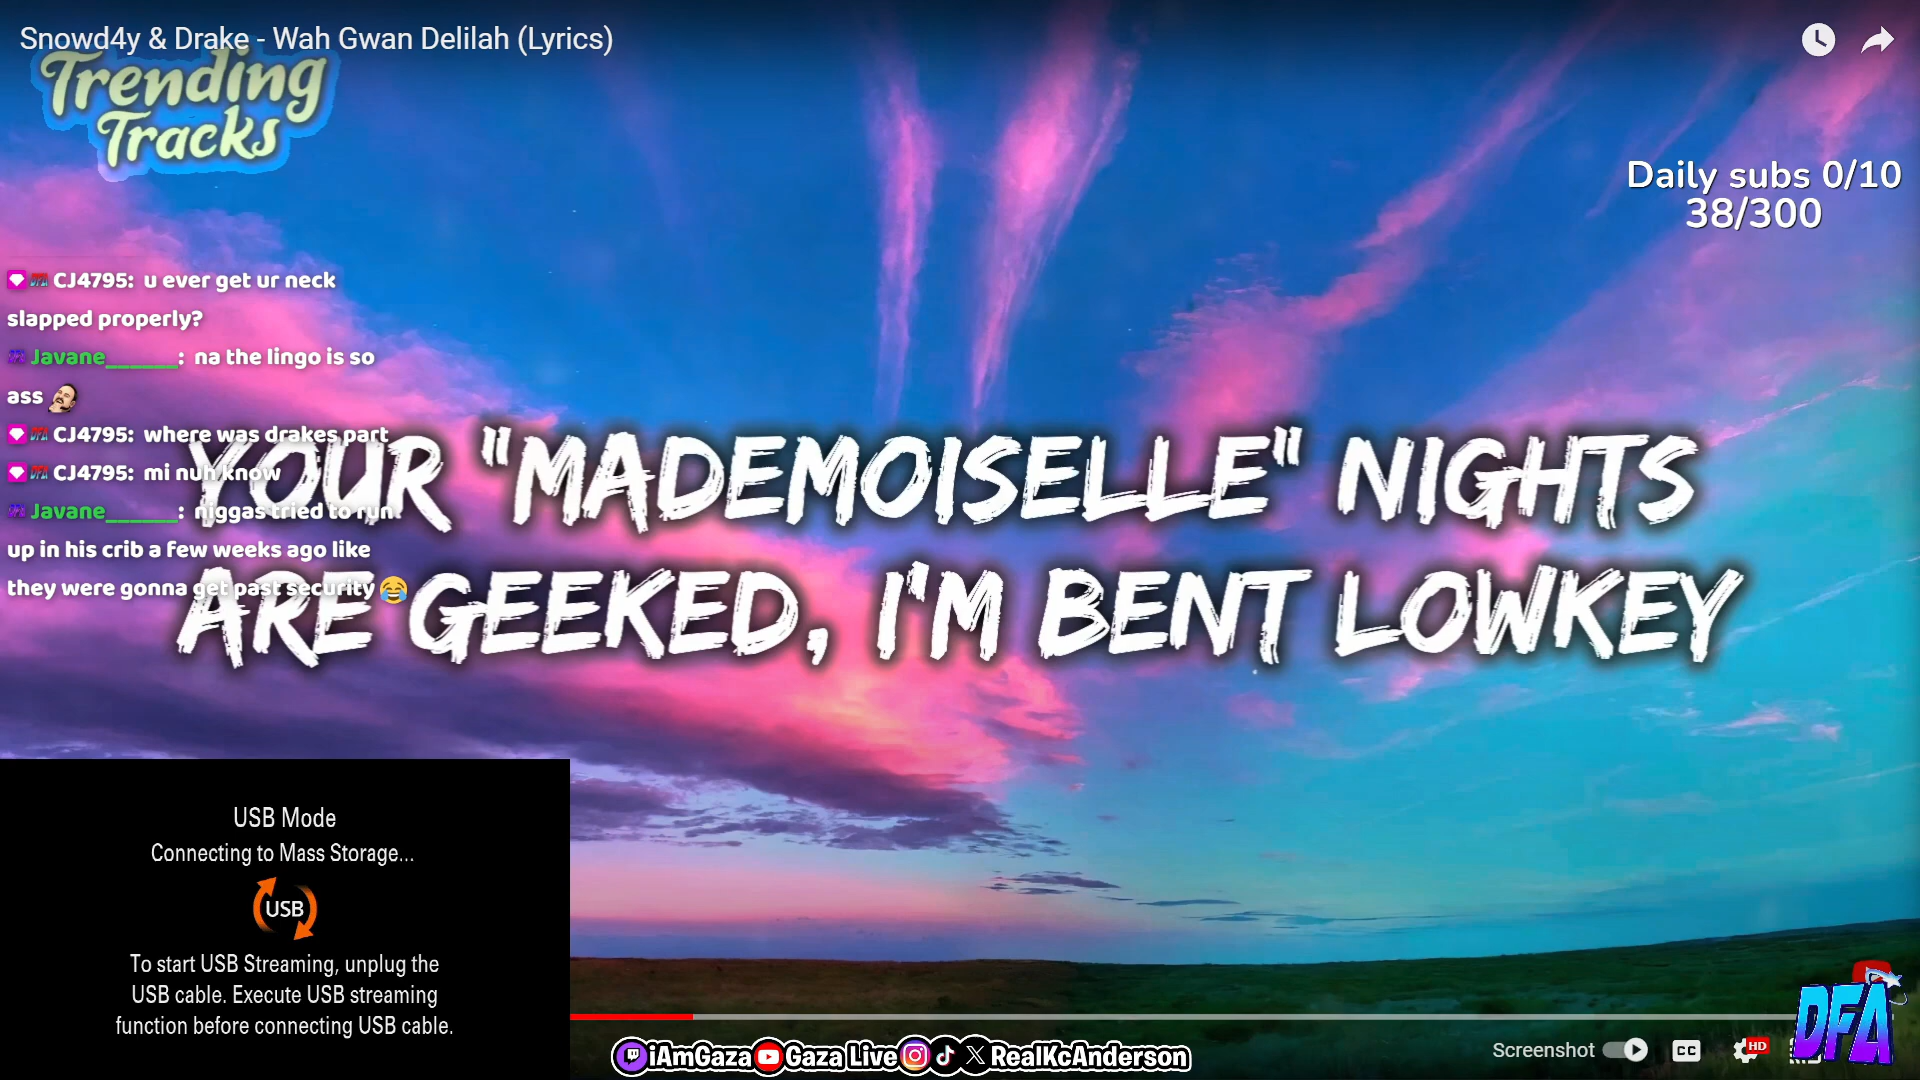 Snowd4y & Drake - Wah Gwan Delilah (Lyrics)
Trending
Tracks
Daily subs 0/10
38/300
CJ4795: u ever get ur neck
slapped properly?
Javane______: na the lingo is so
ass
CJ4795: where was drakes part
CJ4795: mi nuh know
Javane______: niggas tried to run
up in his crib a few weeks ago like
they were gonna get past security 😂
YOUR "MADEMOISELLE" NIGHTS
ARE GEEKED, I'M BENT LOWKEY
USB Mode
Connecting to Mass Storage...
USB
To start USB Streaming, unplug the
USB cable. Execute USB streaming
function before connecting USB cable.
iAmGaza Gaza Live RealKcAnderson
Screenshot CC HD
DFA